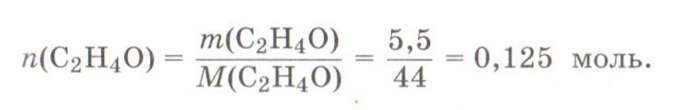 n(C₂H₄O) = m(C₂H₄O) / M(C₂H₄O) = 5,5 / 44 = 0,125 моль.